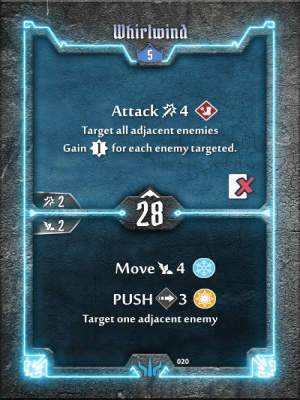 Whirlwind
5
Attack 4
Target all adjacent enemies
Gain 1 for each enemy targeted.
2
28
2
Move 4
PUSH 3
Target one adjacent enemy
020